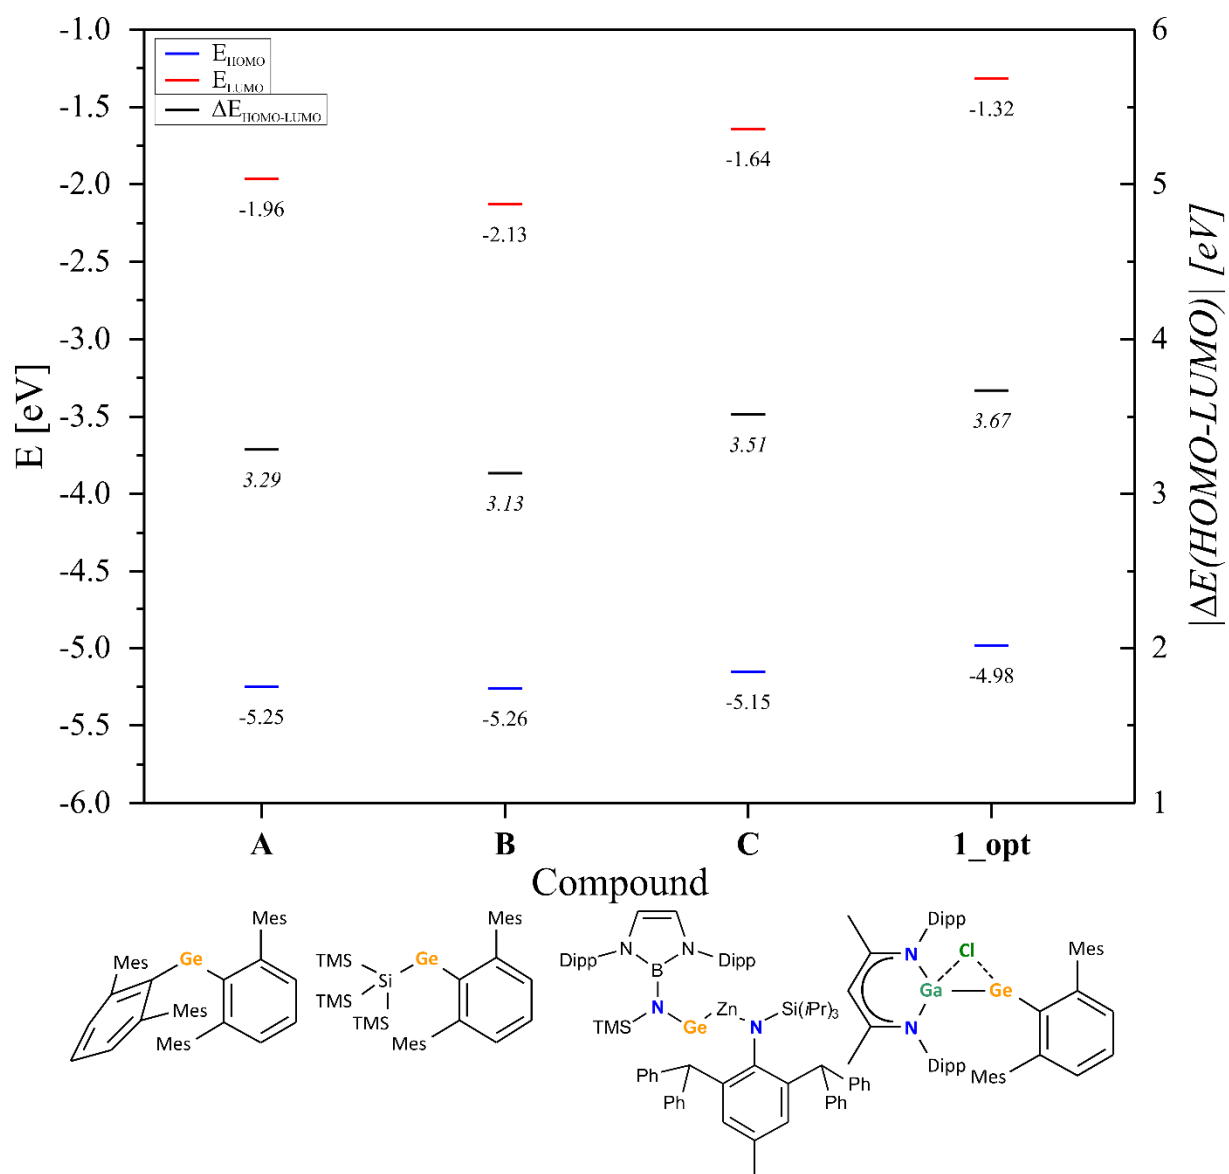 E_HOMO
E_LUMO
ΔE_HOMO-LUMO
-1.0
-1.5
-2.0
-2.5
-3.0
-3.5
-4.0
-4.5
-5.0
-5.5
-6.0
E [eV]
6
5
4
3
2
1
|ΔE(HOMO-LUMO)| [eV]
-1.96
-2.13
-1.64
-1.32
3.29
3.13
3.51
3.67
-5.25
-5.26
-5.15
-4.98
A B C 1_opt
Compound
Mes
Ge
Mes
Mes
Mes
Mes
TMS
Ge
Si
TMS
TMS
Mes
N N
Dipp B Dipp
N
TMS
Ge
Zn
N
Si(iPr)3
Ph
Ph
Ph
Ph
Dipp
N
Cl
Ga
Ge
N
Dipp
Mes
Mes